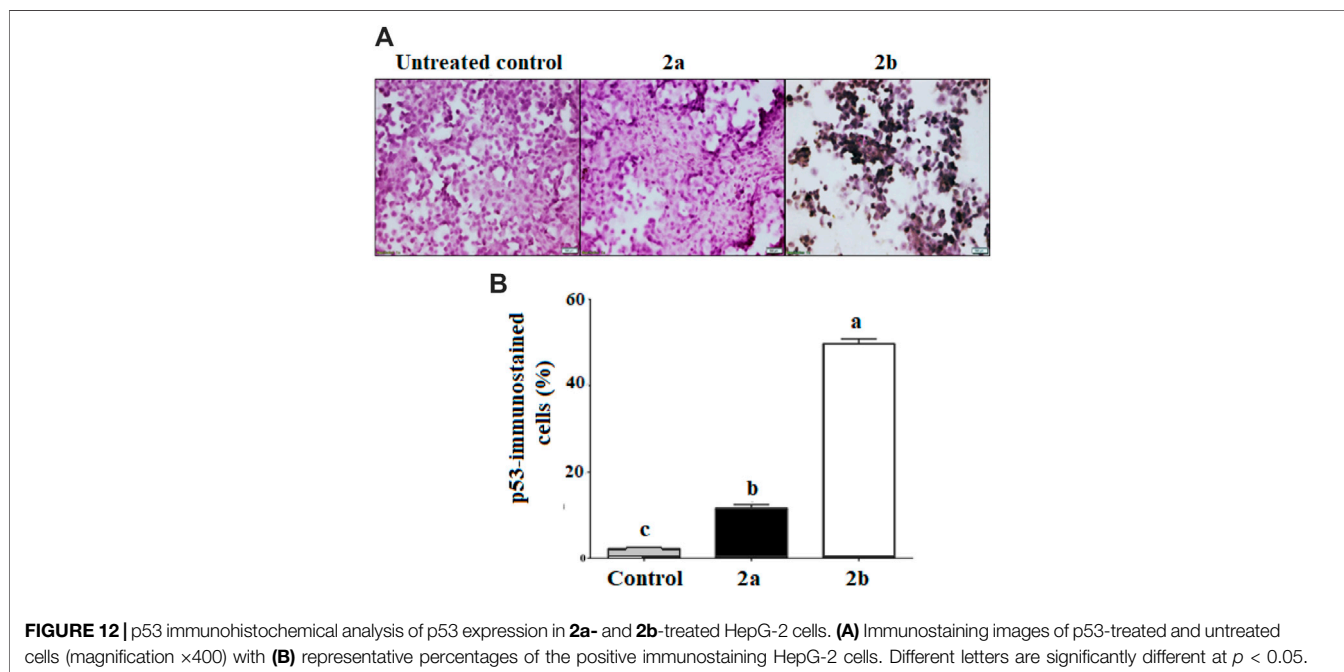 A
Untreated control 2a 2b
B
60
40
20
0
p53-immunostained
cells (%)
c
b
a
Control 2a 2b
FIGURE 12 | p53 immunohistochemical analysis of p53 expression in 2a- and 2b-treated HepG-2 cells. (A) Immunostaining images of p53-treated and untreated
cells (magnification ×400) with (B) representative percentages of the positive immunostaining HepG-2 cells. Different letters are significantly different at p < 0.05.